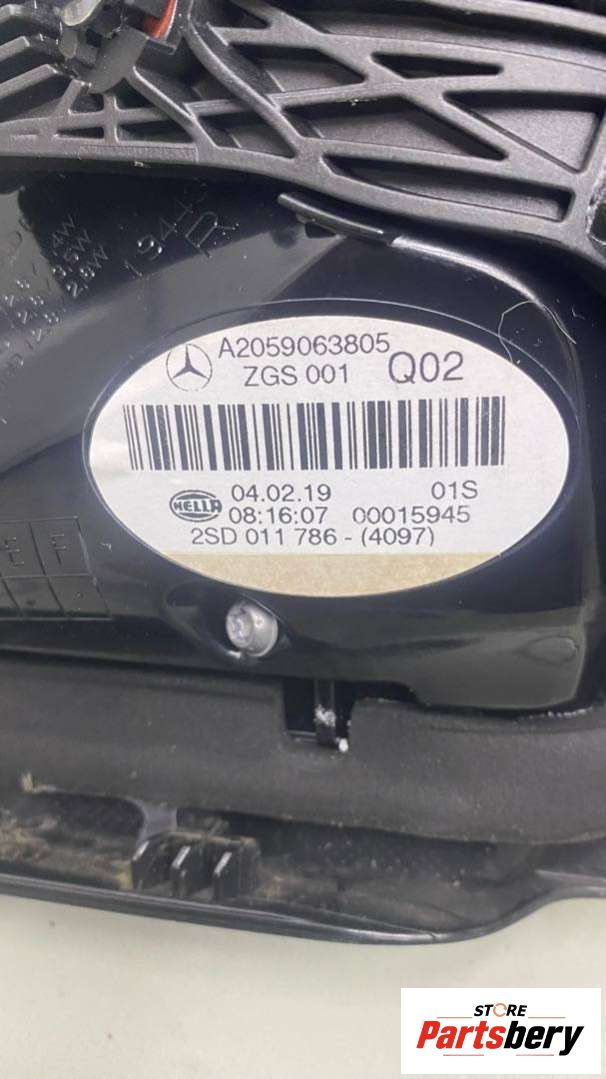 A2059063805
ZGS 001 Q02
04.02.19 01S
HELLA
08:16:07 00015945
2SD 011 786 - (4097)
E F
STORE
Partsbery